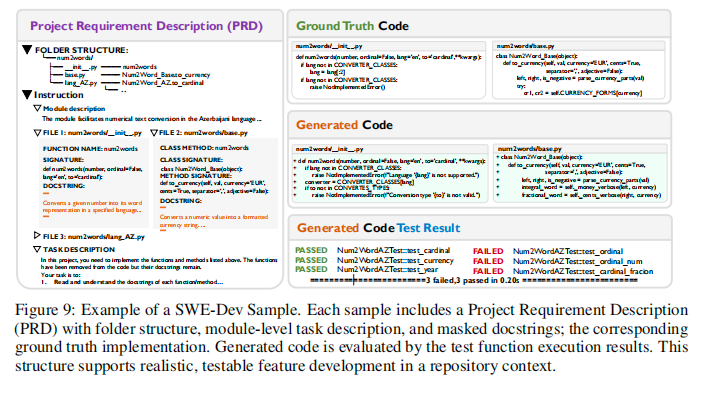 Project Requirement Description (PRD)
▼ FOLDER STRUCTURE:
num2words/
__init__.py num2words
base.py Num2Word_Base.to_currency
lang_AZ.py Num2Word_AZ.to_cardinal
..
▼ Instruction
▽ Module description
The module facilitates numerical text conversion in the Azerbaijani language ...
▽ FILE 1: num2words/__init__.py
FUNCTION NAME: num2words
SIGNATURE:
def num2words(number, ordinal=False,
lang='en', to='cardinal'):
DOCSTRING:
"""
Converts a given number into its word
representation in a specified language...
"""
▽ FILE 2: num2words/base.py
CLASS METHOD: num2words
CLASS SIGNATURE:
class Num2Word_Base(object):
METHOD SIGNATURE:
def to_currency(self, val, currency='EUR',
cents=True, separator=',', adjective=False):
DOCSTRING:
"""
Converts a numeric value into a formatted
currency string... 
"""
▷ FILE 3: num2words/lang_AZ.py
▽ TASK DESCRIPTION
In this project, you need to implement the functions and methods listed above. The functions
have been removed from the code but their docstrings remain.
Your task is to:
1. Read and understand the docstrings of each function/method...
Ground Truth Code
num2words/__init__.py
def num2words(number, ordinal=False, lang='en', to='cardinal', **kwargs):
if lang not in CONVERTER_CLASSES:
lang = lang[:2]
if lang not in CONVERTER_CLASSES:
raise NotImplementedError()
num2words/base.py
class Num2Word_Base(object):
def to_currency(self, val, currency='EUR', cents=True,
separator=',', adjective=False):
left, right, is_negative = parse_currency_parts(val)
try:
cr1, cr2 = self.CURRENCY_FORMS[currency]
Generated Code
num2words/__init__.py
+ def num2words(number, ordinal=False, lang='en', to='cardinal', **kwargs):
+ if lang not in CONVERTER_CLASSES:
+ raise NotImplementedError(f"Language '{lang}' is not supported.")
+ converter = CONVERTER_CLASSES[lang]
+ if to not in CONVERTES_TYPES
+ raise NotImplementedError(f"Conversion type '{to}' is not valid.")
num2words/base.py
+ class Num2Word_Base(object):
+ def to_currency(self, val, currency='EUR', cents=True,
+ separator=',', adjective=False):
+ left, right, is_negative = parse_currency_parts(val)
+ integral_word = self._money_verbose(left, currency)
+ fractional_word = self._cents_verbose(right, currency)
Generated Code Test Result
PASSED Num2WordAZTest::test_cardinal
PASSED Num2WordAZTest::test_currency
PASSED Num2WordAZTest::test_year
FAILED Num2WordAZTest::test_ordinal
FAILED Num2WordAZTest::test_ordinal_num
FAILED Num2WordAZTest::test_cardinal_fracion
=======================3 failed,3 passed in 0.20s =======================
Figure 9: Example of a SWE-Dev Sample. Each sample includes a Project Requirement Description
(PRD) with folder structure, module-level task description, and masked docstrings; the corresponding
ground truth implementation. Generated code is evaluated by the test function execution results. This
structure supports realistic, testable feature development in a repository context.